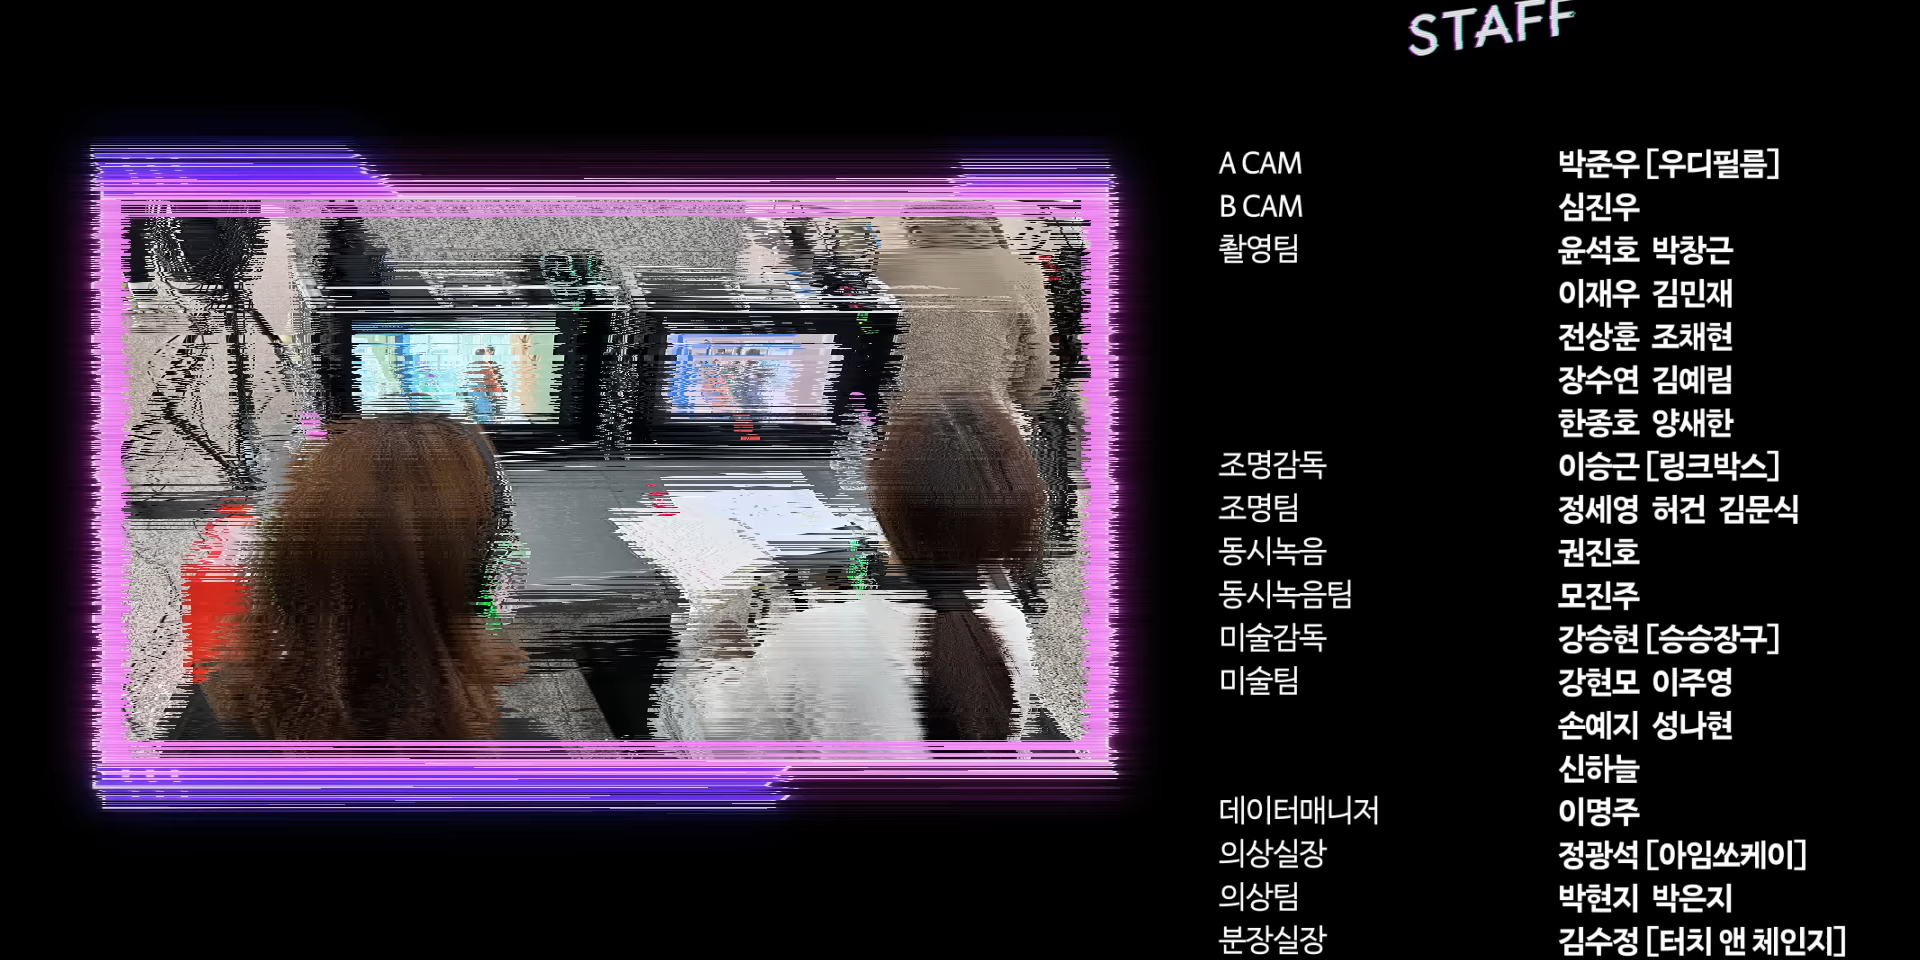 STAFF
A CAM 박준우 [우디필름]
B CAM 심진우
촬영팀 윤석호 박창근
이재우 김민재
전상훈 조채현
장수연 김예림
한종호 양새한
조명감독 이승근 [링크박스]
조명팀 정세영 허건 김문식
동시녹음 권진호
동시녹음팀 모진주
미술감독 강승현 [승승장구]
미술팀 강현모 이주영
손예지 성나현
신하늘
데이터매니저 이명주
의상실장 정광석 [아임쏘케이]
의상팀 박현지 박은지
분장실장 김수정 [터치 앤 체인지]